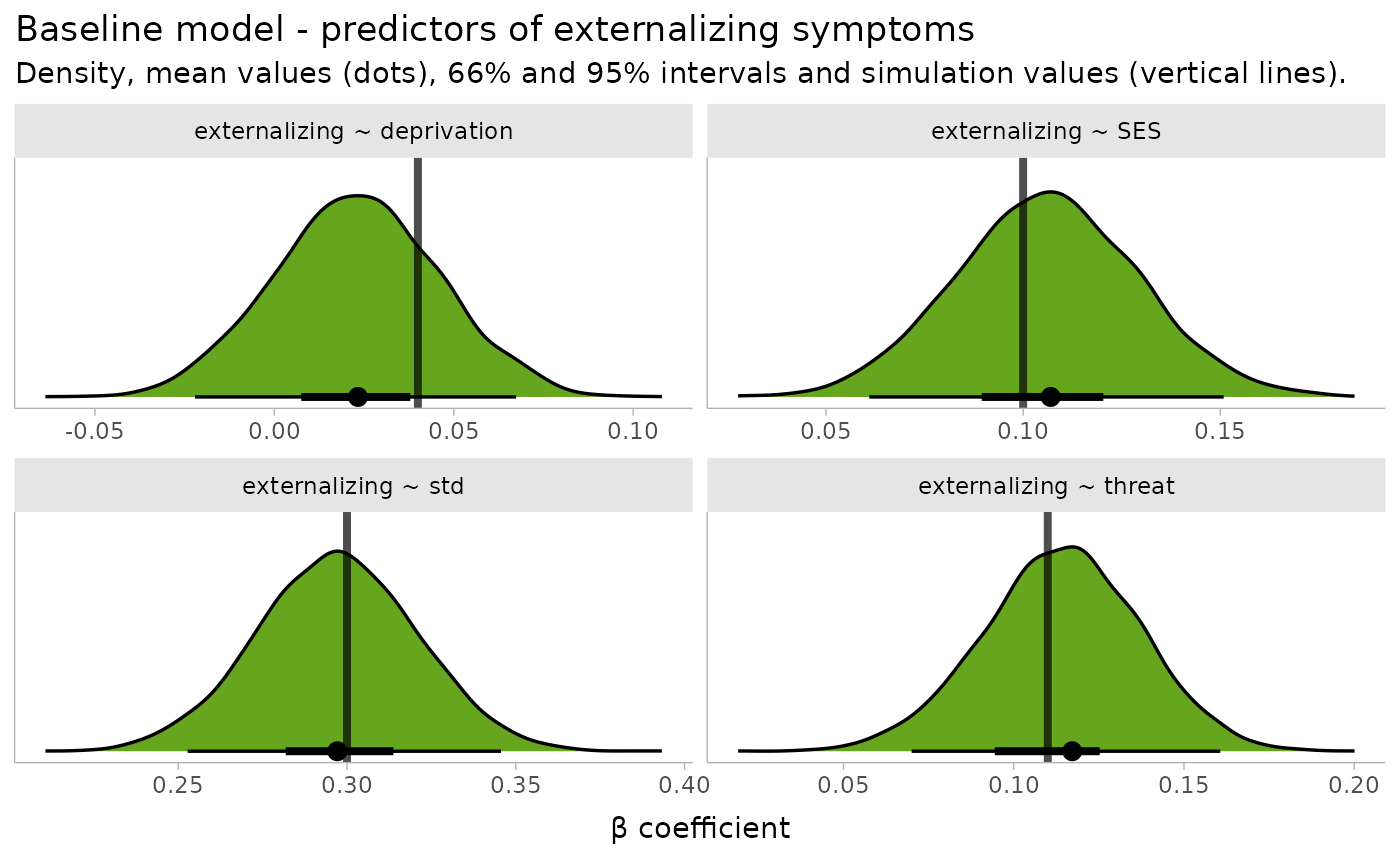 Baseline model - predictors of externalizing symptoms
Density, mean values (dots), 66% and 95% intervals and simulation values (vertical lines).
externalizing ~ deprivation
externalizing ~ SES
-0.05 0.00 0.05 0.10
0.05 0.10 0.15
externalizing ~ std
externalizing ~ threat
0.25 0.30 0.35 0.40
0.05 0.10 0.15 0.20
β coefficient